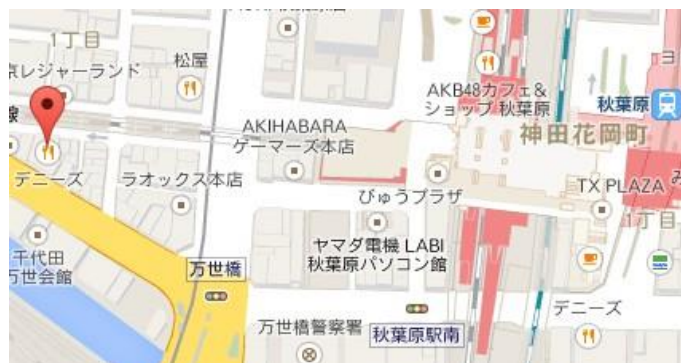 1丁目
松屋
京レジャーランド
線
AKB48カフェ&
ショップ 秋葉原
秋葉原
神田花岡町
AKIHABARA
ゲーマーズ本店
デニーズ
ラオックス本店
びゅうプラザ
TX PLAZA
み
1丁目
ヨ
ヤマダ電機 LABI
秋葉原パソコン館
千代田
万世会館
万世橋
デニーズ
万世橋警察署
秋葉原駅南